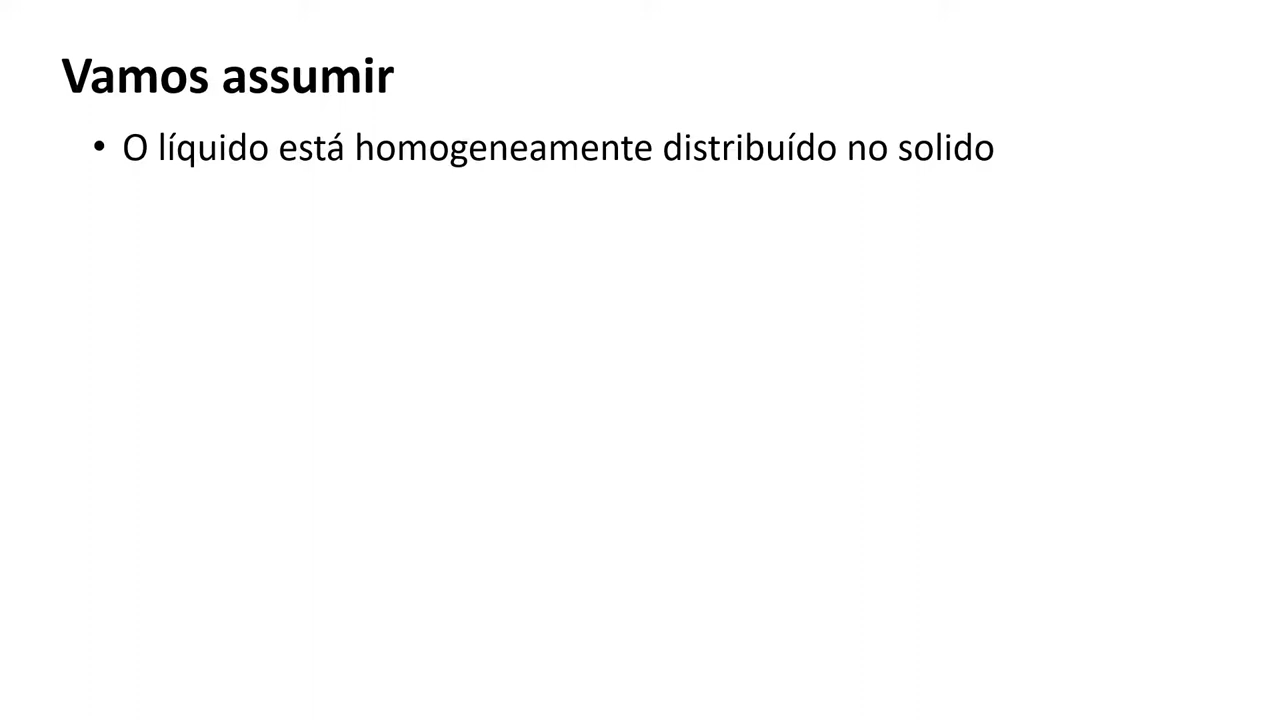 Vamos assumir
• O líquido está homogeneamente distribuído no solido